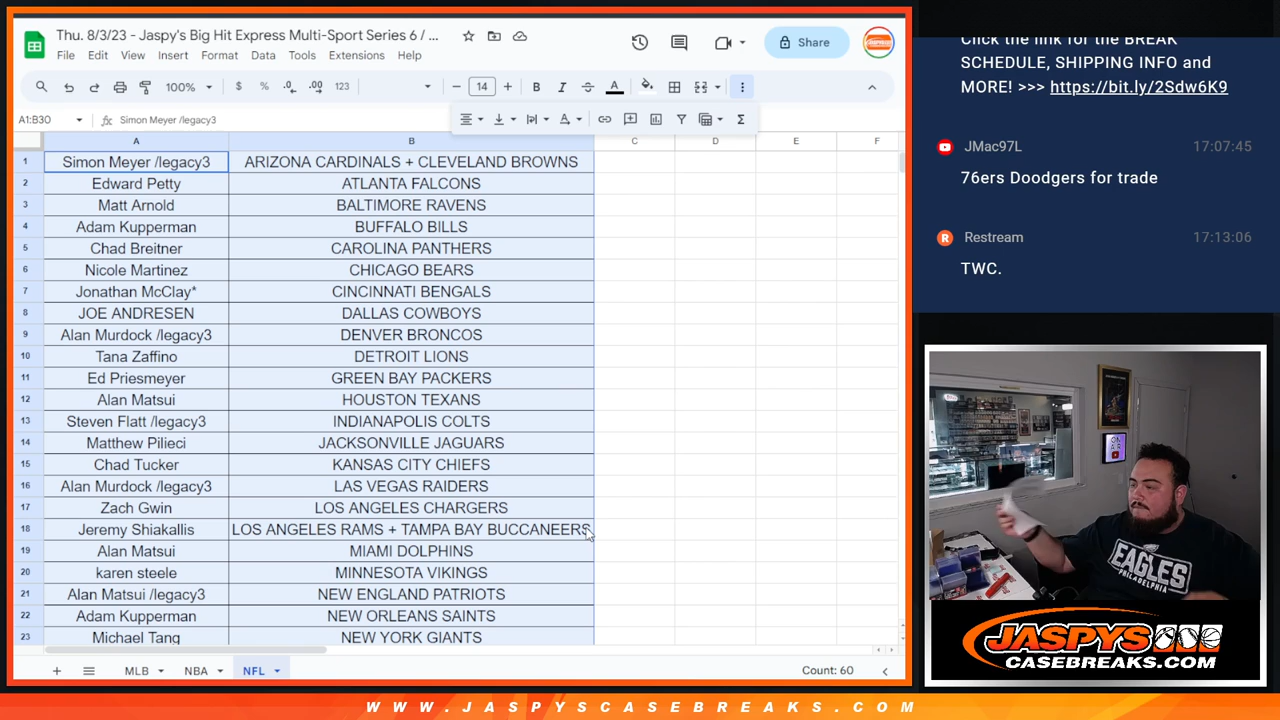 Thu. 8/3/23 - Jaspy's Big Hit Express Multi-Sport Series 6 / ...
File Edit View Insert Format Data Tools Extensions Help
Share
100% $ % .0 .00 123 14 B I A
A1:B30 fx Simon Meyer /legacy3
A B C D E F
1 Simon Meyer /legacy3 ARIZONA CARDINALS + CLEVELAND BROWNS
2 Edward Petty ATLANTA FALCONS
3 Matt Arnold BALTIMORE RAVENS
4 Adam Kupperman BUFFALO BILLS
5 Chad Breitner CAROLINA PANTHERS
6 Nicole Martinez CHICAGO BEARS
7 Jonathan McClay* CINCINNATI BENGALS
8 JOE ANDRESEN DALLAS COWBOYS
9 Alan Murdock /legacy3 DENVER BRONCOS
10 Tana Zaffino DETROIT LIONS
11 Ed Priesmeyer GREEN BAY PACKERS
12 Alan Matsui HOUSTON TEXANS
13 Steven Flatt /legacy3 INDIANAPOLIS COLTS
14 Matthew Pilieci JACKSONVILLE JAGUARS
15 Chad Tucker KANSAS CITY CHIEFS
16 Alan Murdock /legacy3 LAS VEGAS RAIDERS
17 Zach Gwin LOS ANGELES CHARGERS
18 Jeremy Shiakallis LOS ANGELES RAMS + TAMPA BAY BUCCANEERS
19 Alan Matsui MIAMI DOLPHINS
20 karen steele MINNESOTA VIKINGS
21 Alan Matsui /legacy3 NEW ENGLAND PATRIOTS
22 Adam Kupperman NEW ORLEANS SAINTS
23 Michael Tang NEW YORK GIANTS
MLB NBA NFL Count: 60
Click the link for the BREAK
SCHEDULE, SHIPPING INFO and
MORE! >>> https://bit.ly/2Sdw6K9
JMac97L 17:07:45
76ers Doodgers for trade
Restream 17:13:06
TWC.
ON AIR
EAGLES
PHILADELPHIA
JASPYS
CASEBREAKS.COM
WWW.JASPYSCASEBREAKS.COM